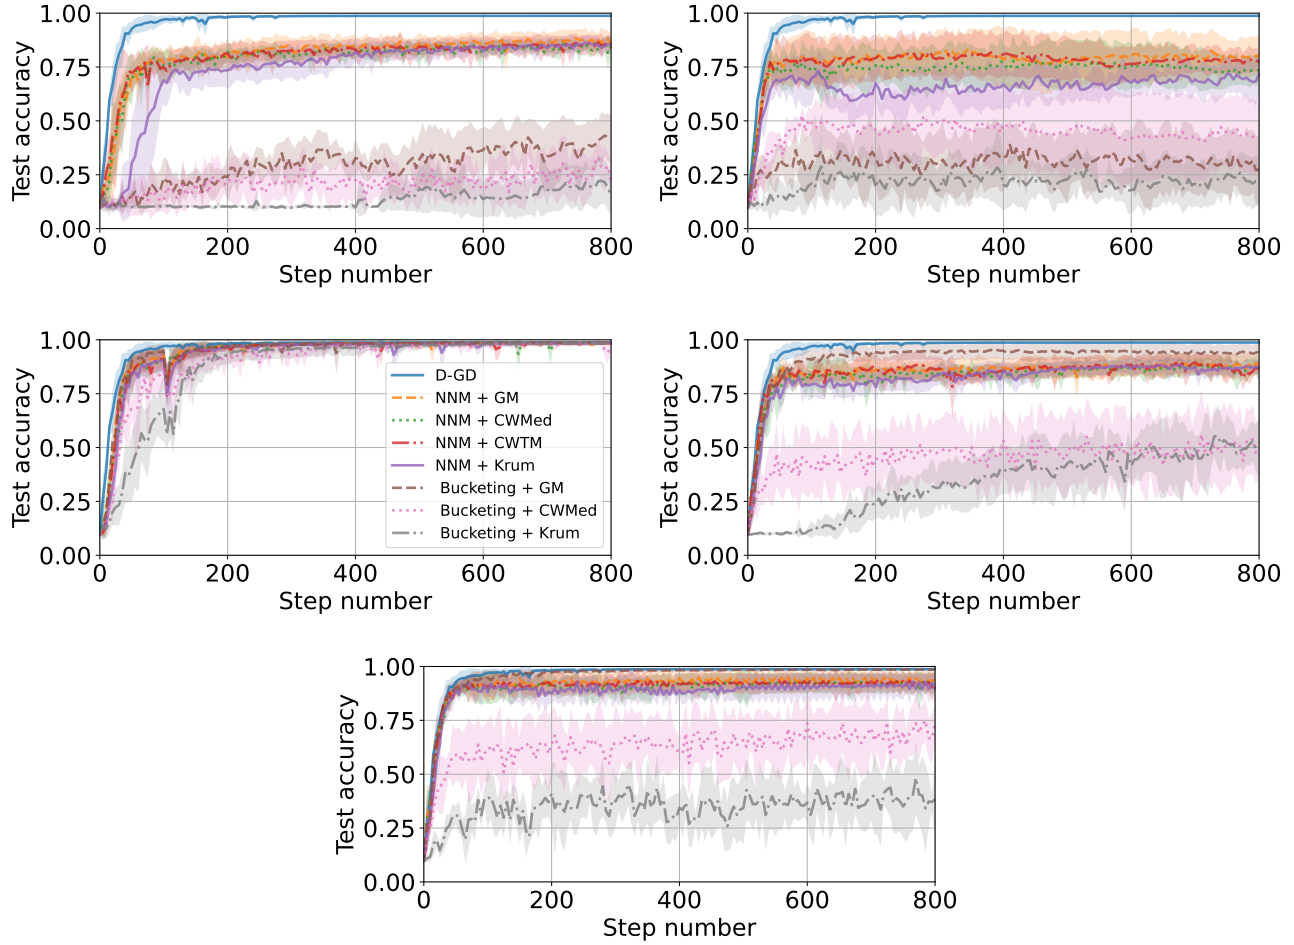 Test accuracy
1.00
0.75
0.50
0.25
0.00
0 200 400 600 800
Step number
Test accuracy
1.00
0.75
0.50
0.25
0.00
0 200 400 600 800
Step number
Test accuracy
1.00
0.75
0.50
0.25
0.00
D-GD
NNM + GM
NNM + CWMed
NNM + CWTM
NNM + Krum
Bucketing + GM
Bucketing + CWMed
Bucketing + Krum
0 200 400 600 800
Step number
Test accuracy
1.00
0.75
0.50
0.25
0.00
0 200 400 600 800
Step number
Test accuracy
1.00
0.75
0.50
0.25
0.00
0 200 400 600 800
Step number